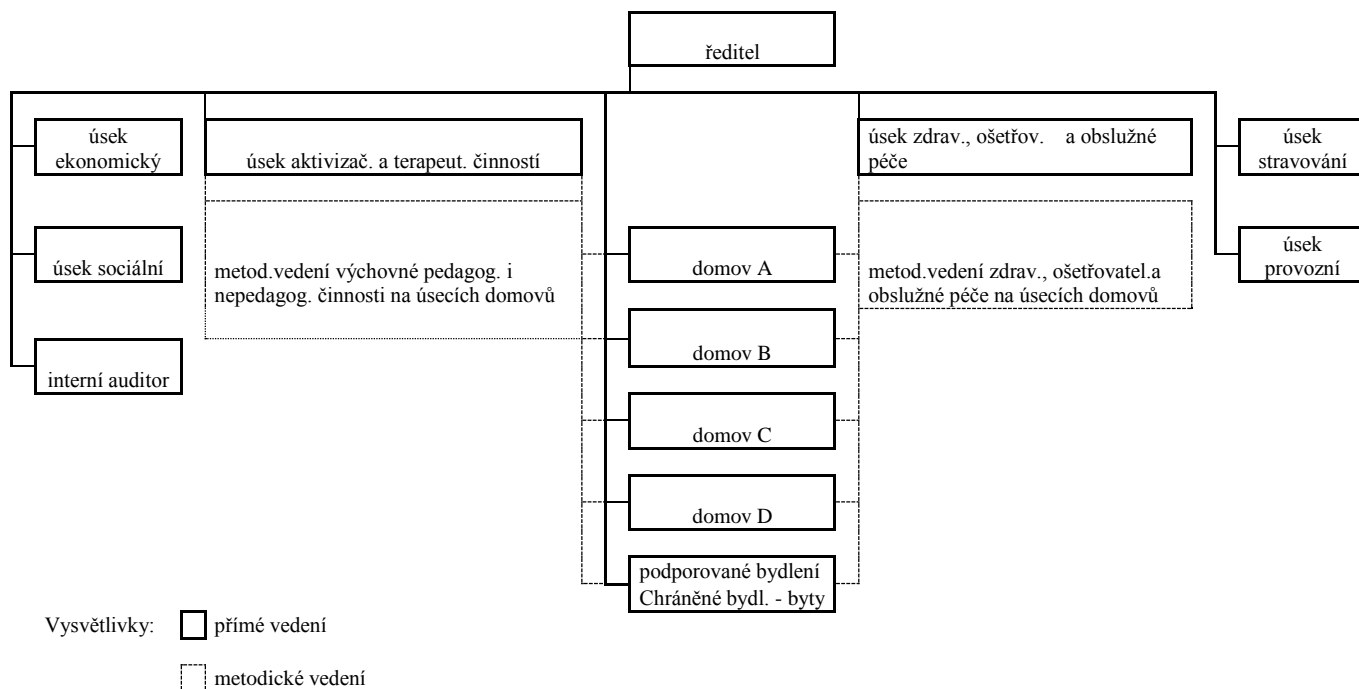 ředitel
úsek
ekonomický
úsek aktivizač. a terapeut. činností
úsek zdrav., ošetřov. a obslužné
péče
úsek
stravování
úsek sociální
metod.vedení výchovné pedagog. i
nepedagog. činnosti na úsecích domovů
domov A
metod.vedení zdrav., ošetřovatel.a
obslužné péče na úsecích domovů
úsek
provozní
interní auditor
domov B
domov C
domov D
podporované bydlení
Chráněné bydl. - byty
Vysvětlivky:
přímé vedení
metodické vedení